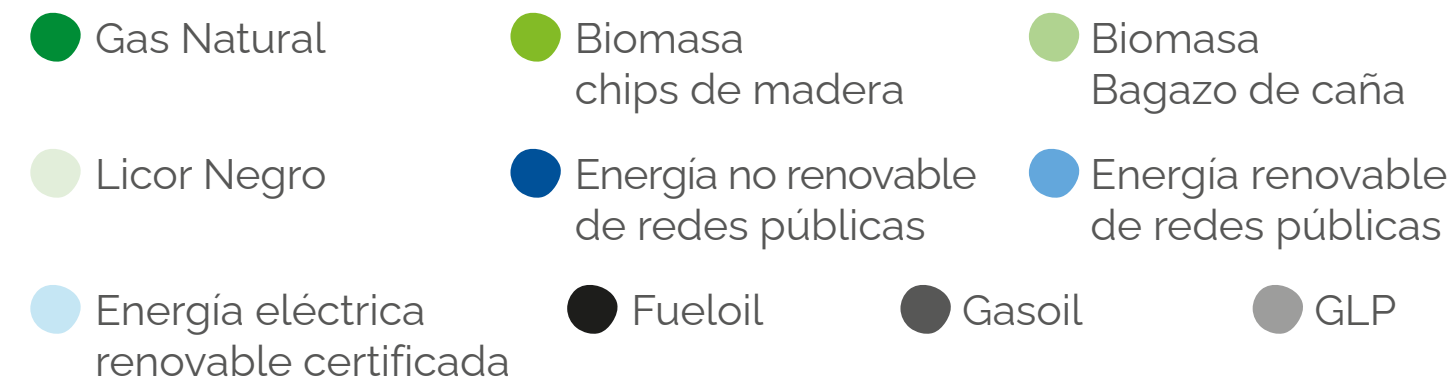 Gas Natural
Biomasa
chips de madera
Biomasa
Bagazo de caña
Licor Negro
Energía no renovable
de redes públicas
Energía renovable
de redes públicas
Energía eléctrica
renovable certificada
Fueloil
Gasoil
GLP